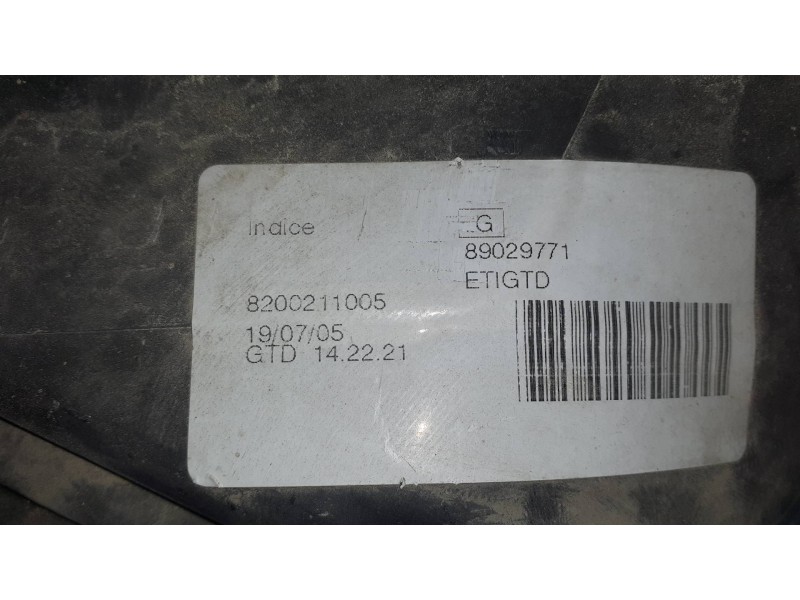 Indice / G
89029771
ETIGTD
8200211005
19/07/05
GTD 14.22.21